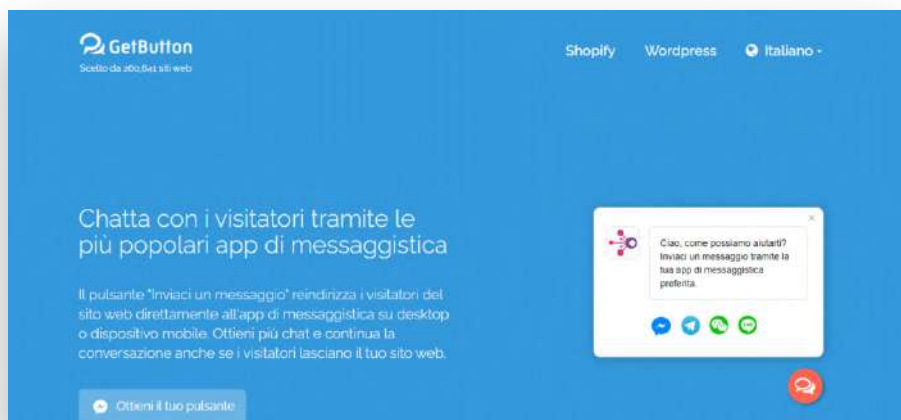 GetButton
Scelto da 260,641 siti web
Shopify Wordpress Italiano
Chatta con i visitatori tramite le
più popolari app di messaggistica
Il pulsante "Inviaci un messaggio" reindirizza i visitatori del
sito web direttamente all'app di messaggistica su desktop
o dispositivo mobile. Ottieni più chat e continua la
conversazione anche se i visitatori lasciano il tuo sito web.
Ottieni il tuo pulsante
Ciao, come possiamo aiutarti?
Inviaci un messaggio tramite la
tua app di messaggistica
preferita.